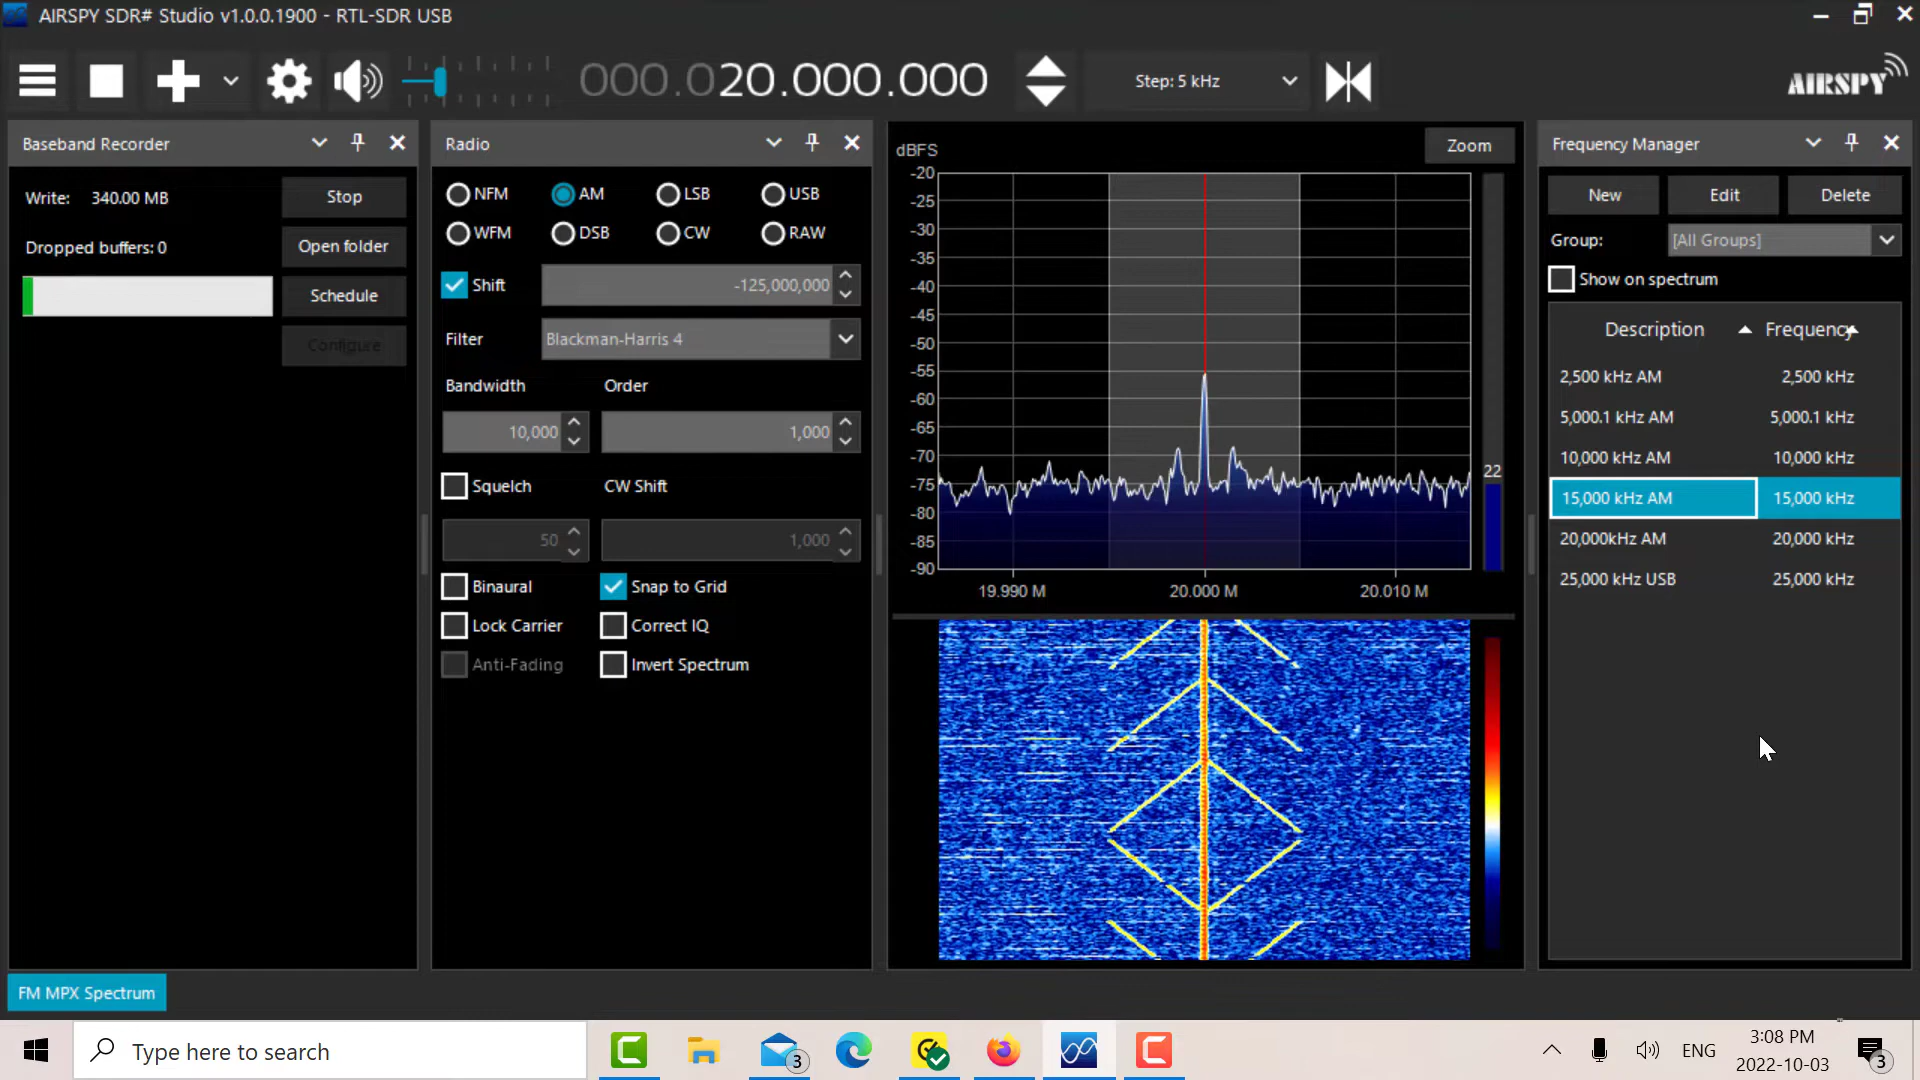 AIRSPY SDR# Studio v1.0.0.1900 - RTL-SDR USB
000.020.000.000
Step: 5 kHz
AIRSPY
Baseband Recorder
Write: 340.00 MB
Stop
Dropped buffers: 0
Open folder
Schedule
Configure
Radio
NFM AM LSB USB
WFM DSB CW RAW
Shift -125,000,000
Filter Blackman-Harris 4
Bandwidth Order
10,000 1,000
Squelch CW Shift
50 1,000
Binaural Snap to Grid
Lock Carrier Correct IQ
Anti-Fading Invert Spectrum
dBFS
Zoom
-20
-25
-30
-35
-40
-45
-50
-55
-60
-65
-70
-75
-80
-85
-90
22
19.990 M 20.000 M 20.010 M
Frequency Manager
New Edit Delete
Group: [All Groups]
Show on spectrum
Description Frequency
2,500 kHz AM 2,500 kHz
5,000.1 kHz AM 5,000.1 kHz
10,000 kHz AM 10,000 kHz
15,000 kHz AM 15,000 kHz
20,000kHz AM 20,000 kHz
25,000 kHz USB 25,000 kHz
FM MPX Spectrum
Type here to search
3
ENG
3:08 PM
2022-10-03
3